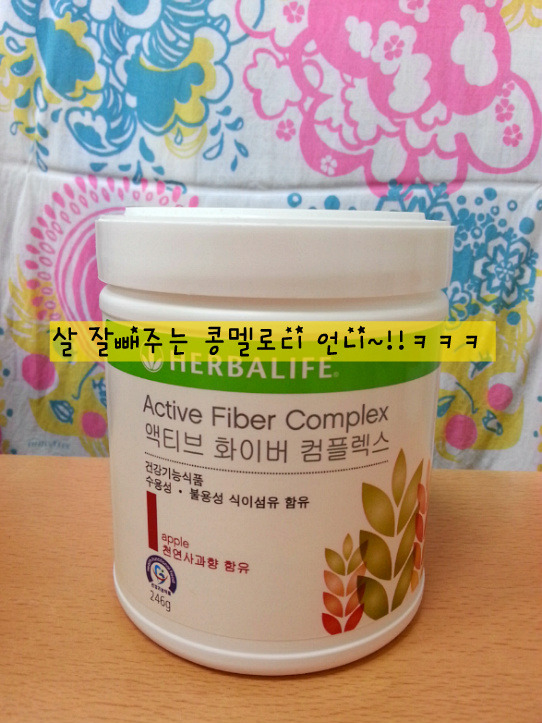 살 잘빼주는 콩멜로디 언니~!!ㅋㅋㅋ
HERBALIFE®
Active Fiber Complex
액티브 화이버 컴플렉스
건강기능식품
수용성 · 불용성 식이섬유 함유
apple
천연사과향 함유
246g